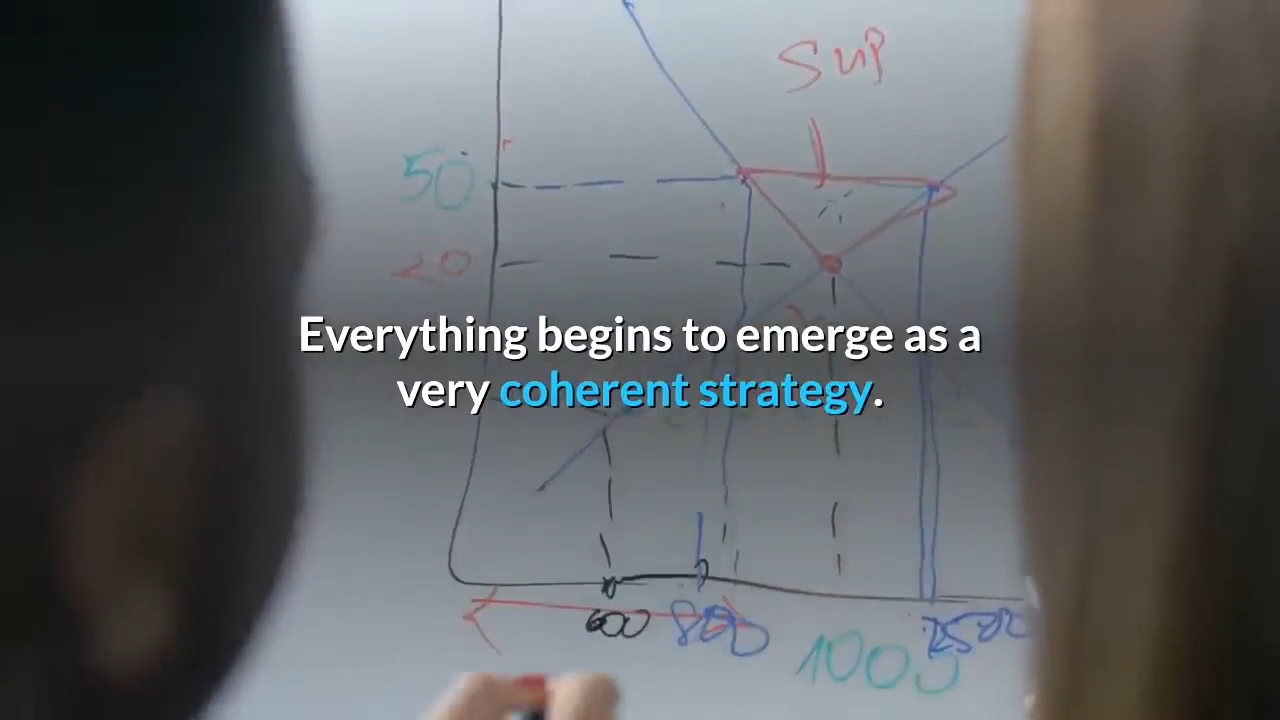 SUP
50
20
Everything begins to emerge as a
very coherent strategy.
600
800
1000